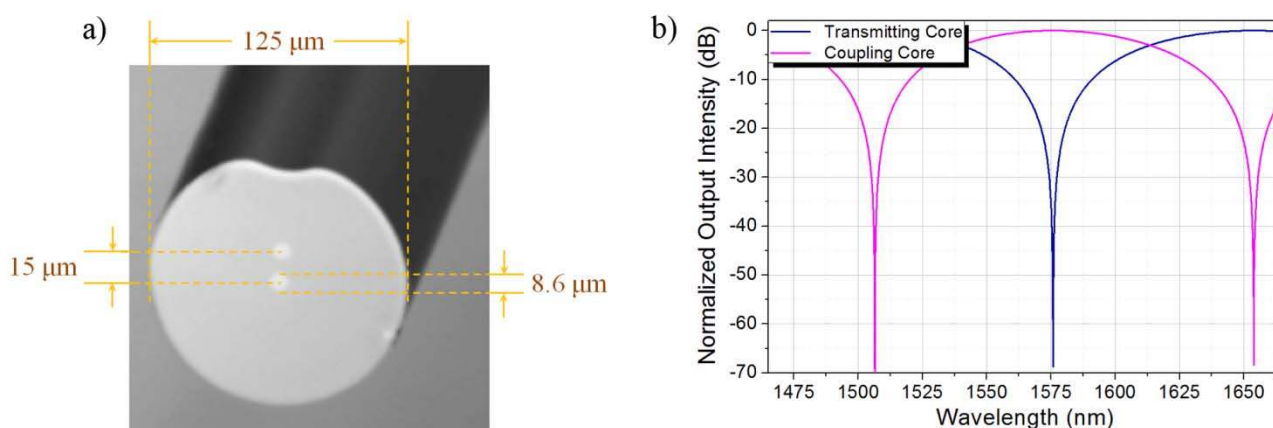 a)
125 μm
15 μm
8.6 μm
b)
Transmitting Core
Coupling Core
Normalized Output Intensity (dB)
0
-10
-20
-30
-40
-50
-60
-70
1475 1500 1525 1550 1575 1600 1625 1650
Wavelength (nm)